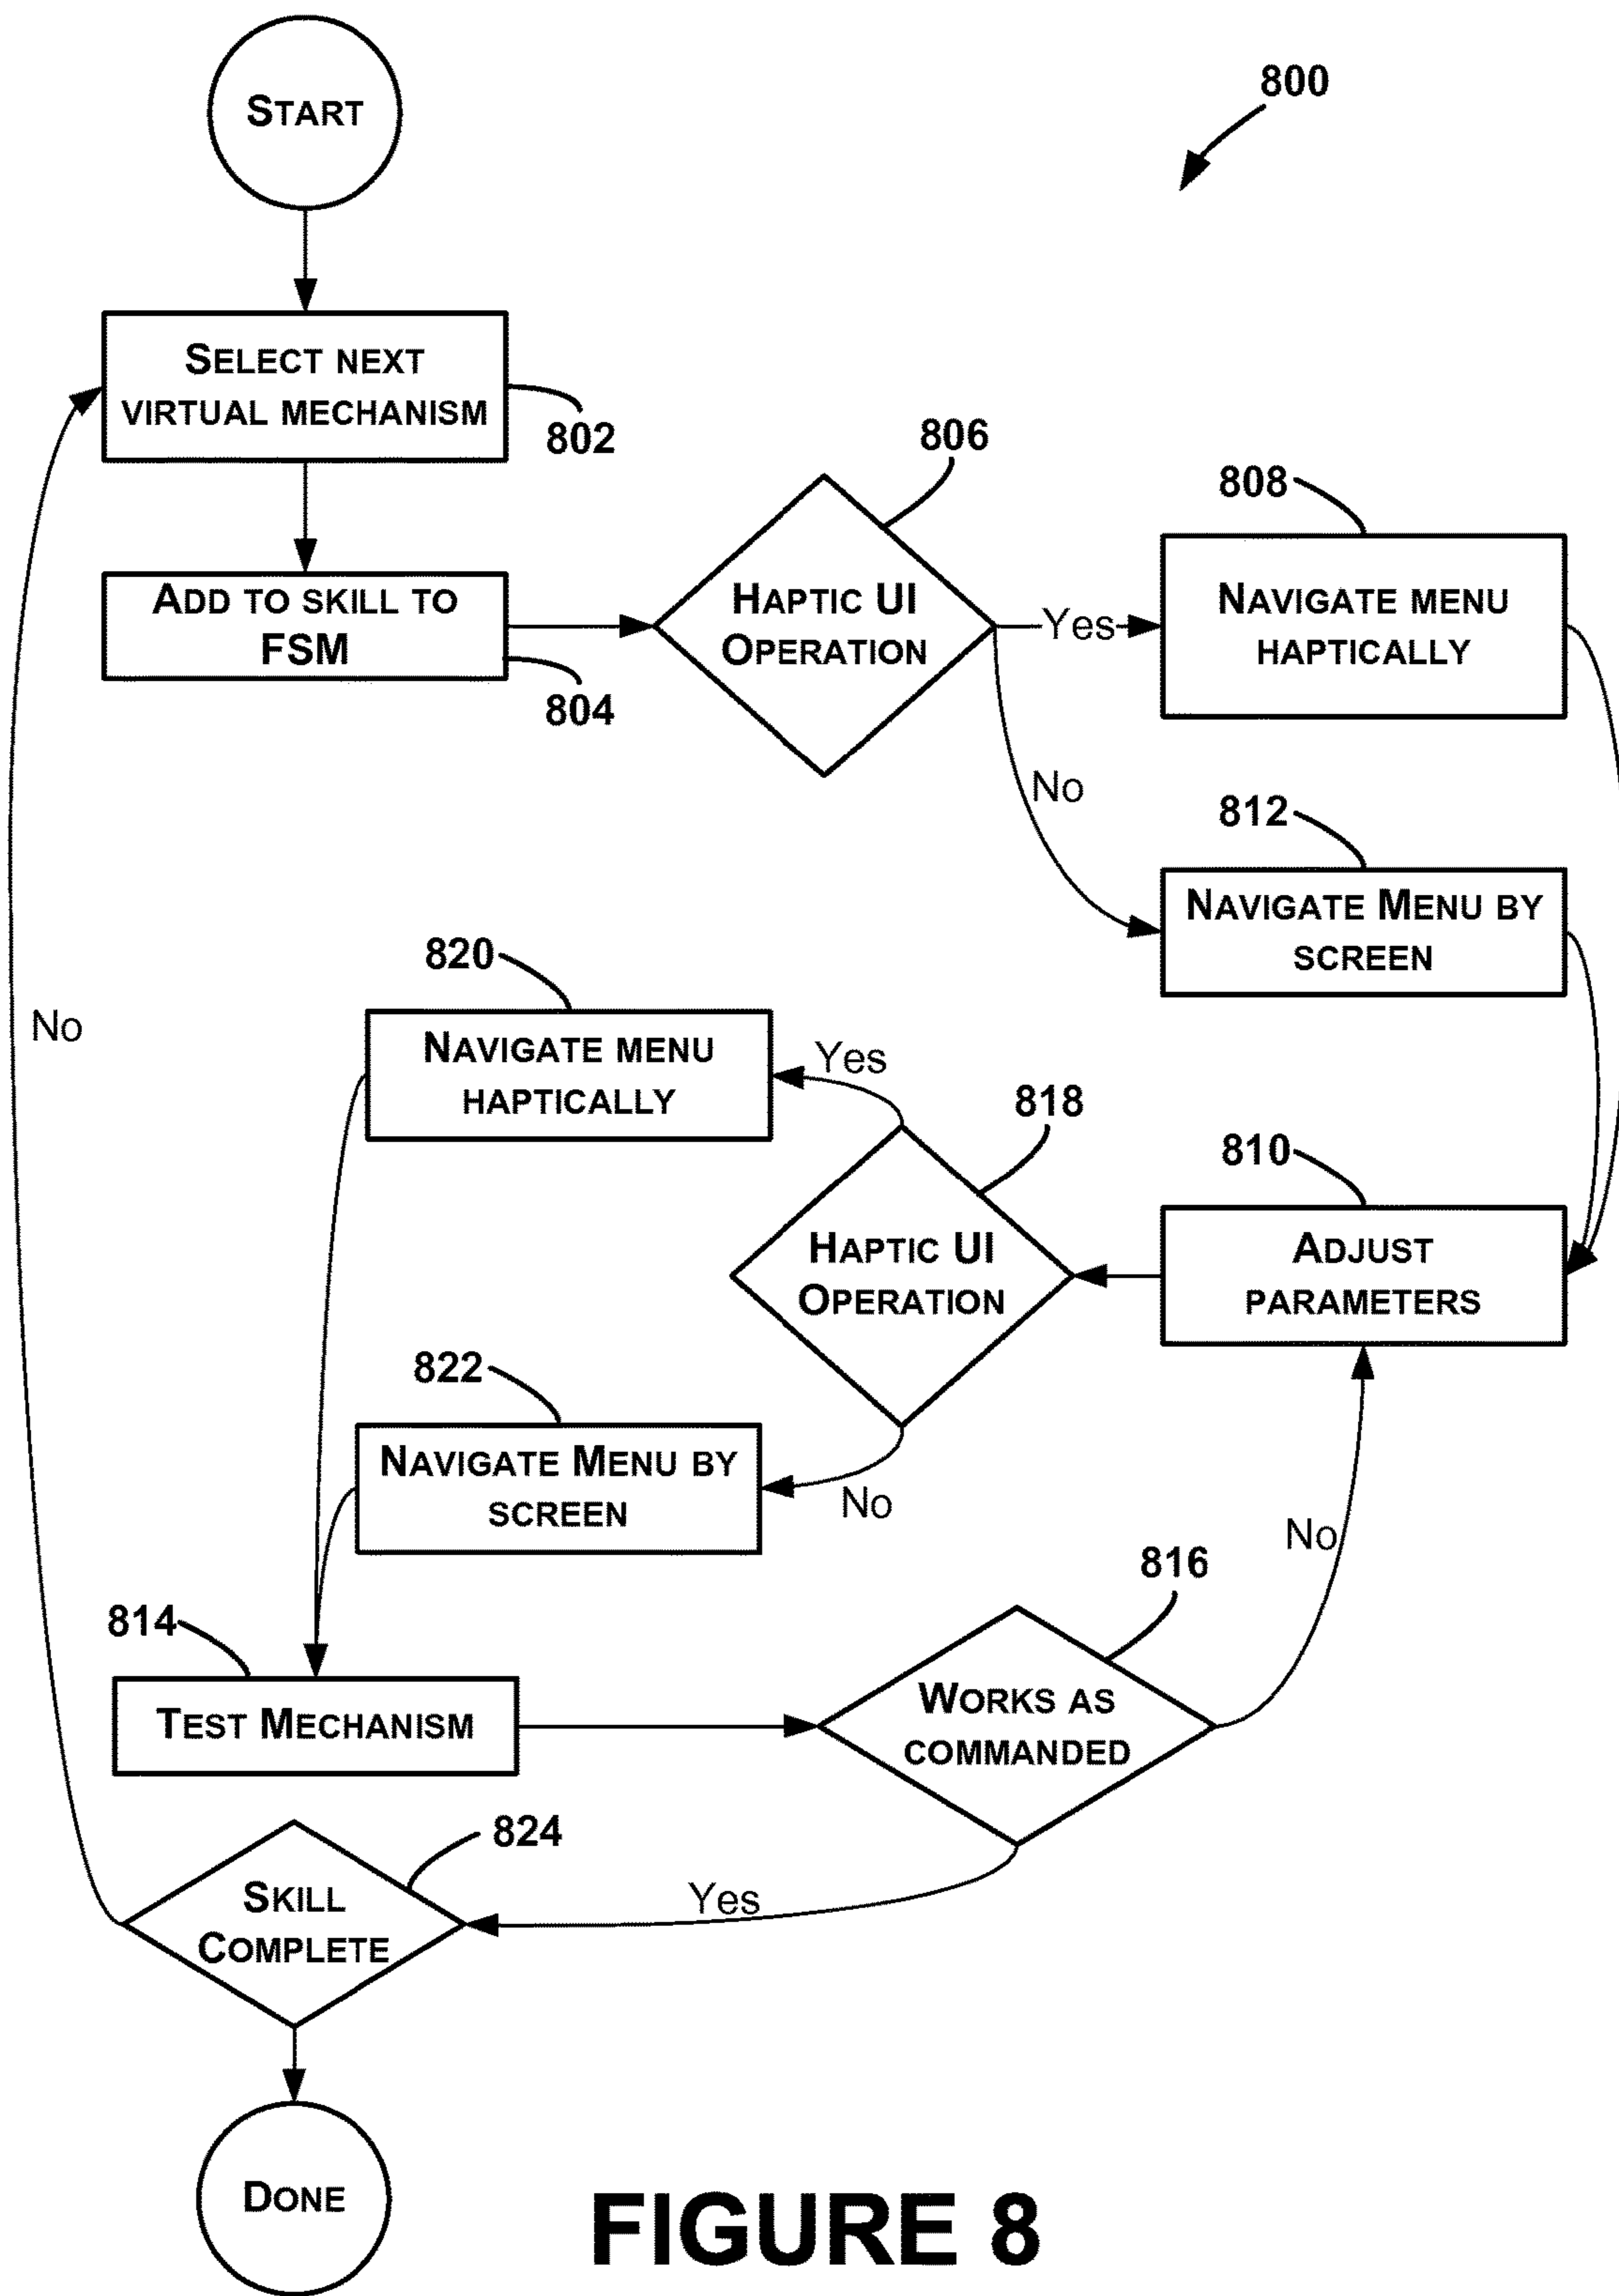 START
800
SELECT NEXT
VIRTUAL MECHANISM
802
806
808
ADD TO SKILL TO
FSM
804
HAPTIC UI
OPERATION
Yes
NAVIGATE MENU
HAPTICALLY
No
812
NAVIGATE MENU BY
SCREEN
820
No
NAVIGATE MENU
HAPTICALLY
Yes
818
810
HAPTIC UI
OPERATION
ADJUST
PARAMETERS
822
NAVIGATE MENU BY
SCREEN
No
No
816
814
TEST MECHANISM
WORKS AS
COMMANDED
824
SKILL
COMPLETE
Yes
DONE
FIGURE 8